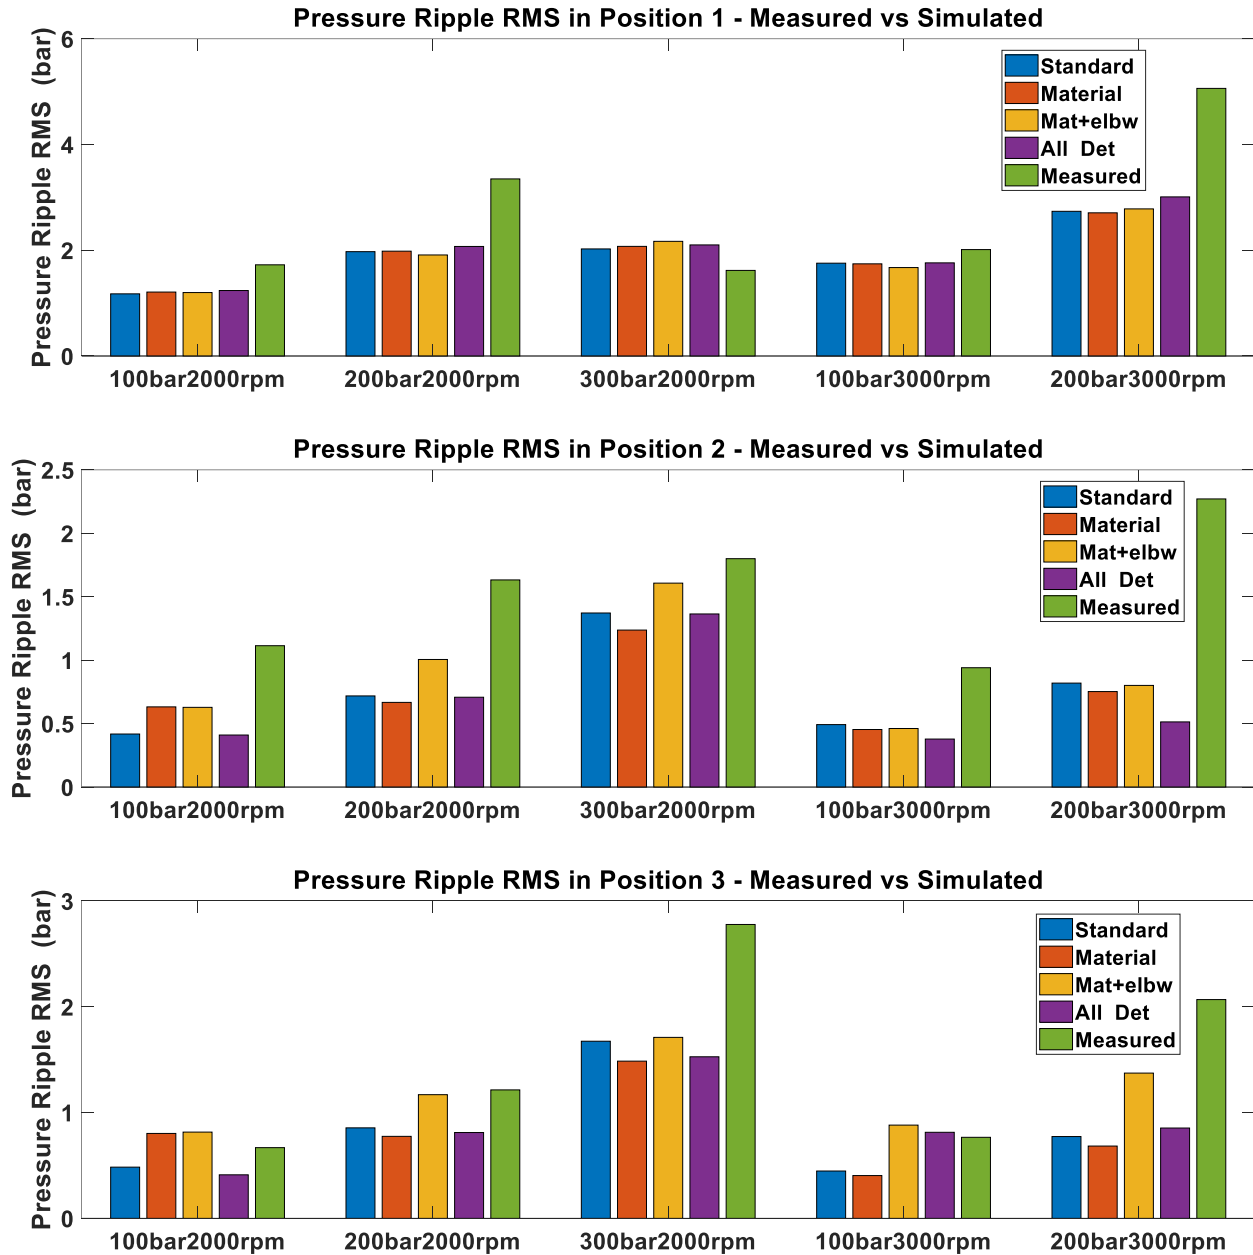 Pressure Ripple RMS in Position 1 - Measured vs Simulated
Pressure Ripple RMS (bar)
6
4
2
0
Standard
Material
Mat+elbw
All Det
Measured
100bar2000rpm 200bar2000rpm 300bar2000rpm 100bar3000rpm 200bar3000rpm
Pressure Ripple RMS in Position 2 - Measured vs Simulated
Pressure Ripple RMS (bar)
2.5
2
1.5
1
0.5
0
Standard
Material
Mat+elbw
All Det
Measured
100bar2000rpm 200bar2000rpm 300bar2000rpm 100bar3000rpm 200bar3000rpm
Pressure Ripple RMS in Position 3 - Measured vs Simulated
Pressure Ripple RMS (bar)
3
2
1
0
Standard
Material
Mat+elbw
All Det
Measured
100bar2000rpm 200bar2000rpm 300bar2000rpm 100bar3000rpm 200bar3000rpm